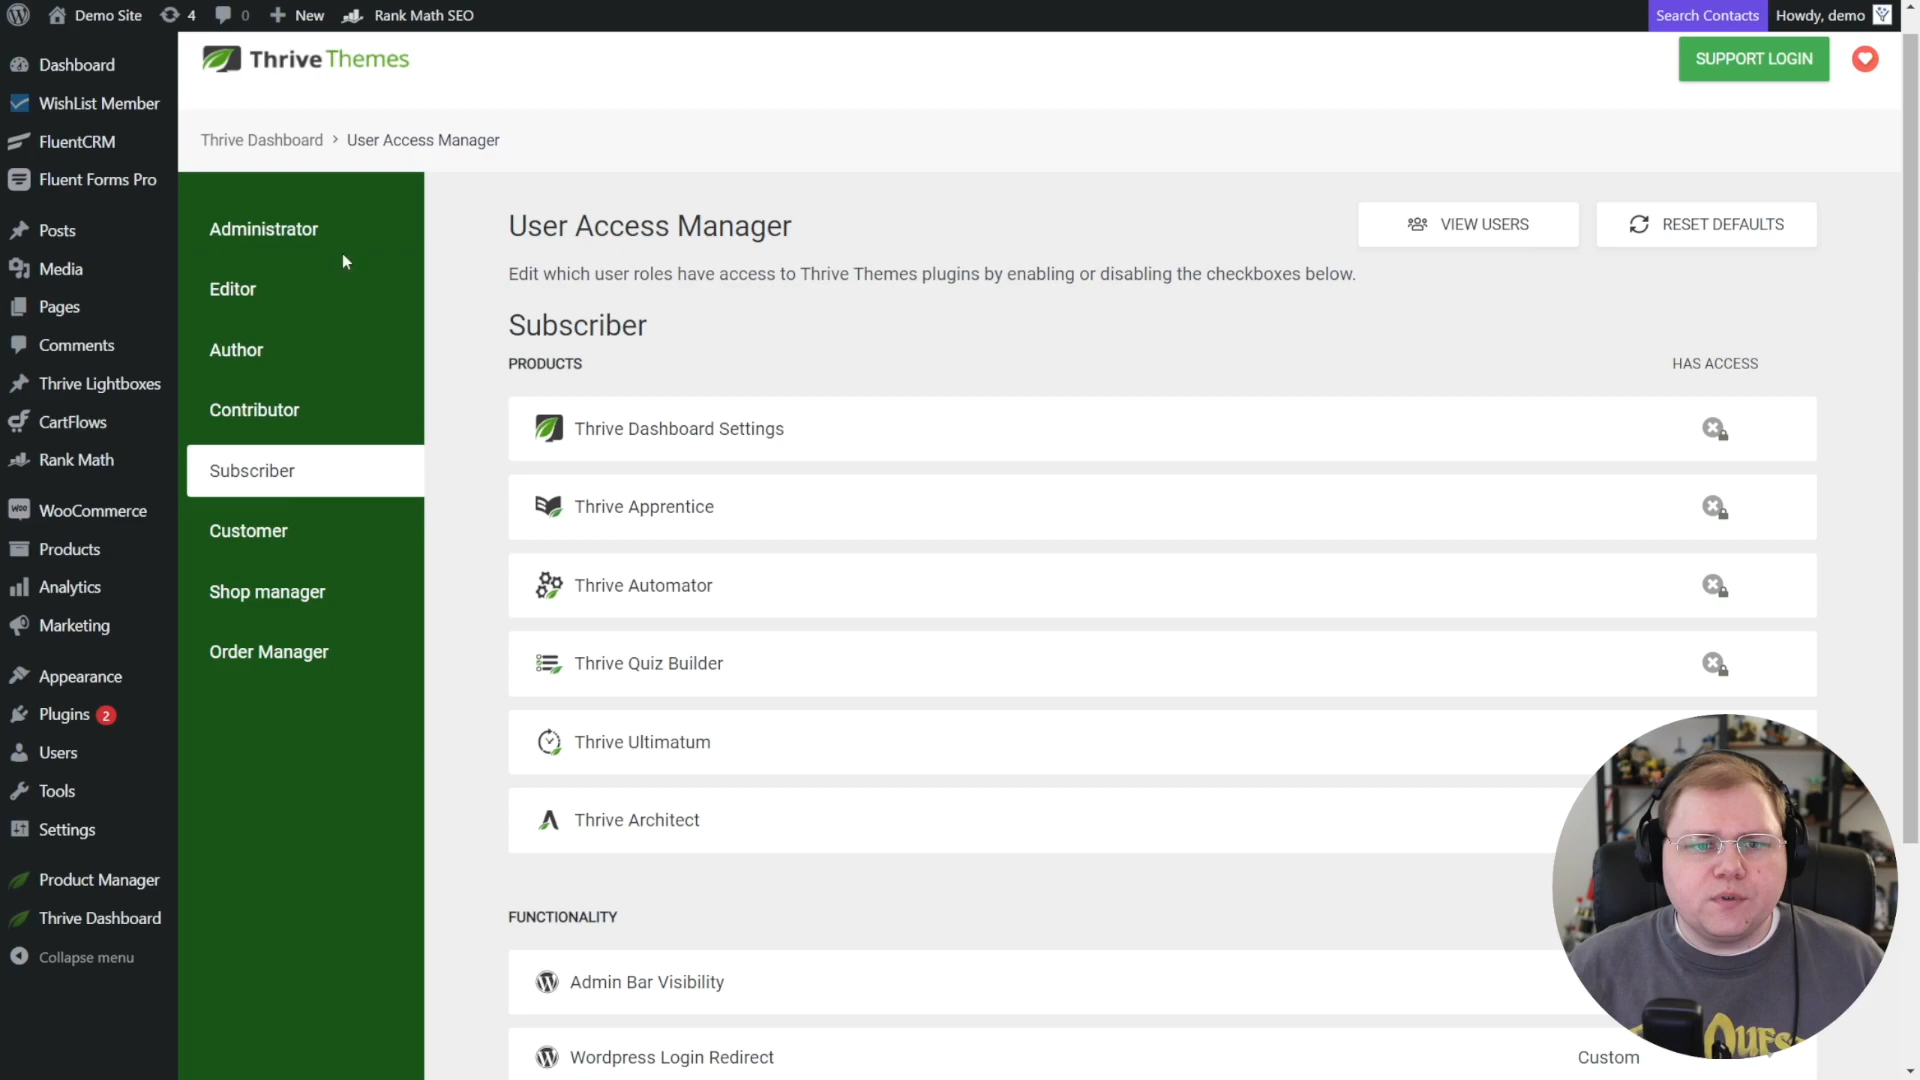 Demo Site
4
0
New
Rank Math SEO
Search Contacts
Howdy, demo
Dashboard
WishList Member
FluentCRM
Fluent Forms Pro
Posts
Media
Pages
Comments
Thrive Lightboxes
CartFlows
Rank Math
WooCommerce
Products
Analytics
Marketing
Appearance
Plugins 2
Users
Tools
Settings
Product Manager
Thrive Dashboard
Collapse menu
Thrive Themes
SUPPORT LOGIN
Thrive Dashboard > User Access Manager
Administrator
Editor
Author
Contributor
Subscriber
Customer
Shop manager
Order Manager
User Access Manager
VIEW USERS
RESET DEFAULTS
Edit which user roles have access to Thrive Themes plugins by enabling or disabling the checkboxes below.
Subscriber
PRODUCTS
HAS ACCESS
Thrive Dashboard Settings
Thrive Apprentice
Thrive Automator
Thrive Quiz Builder
Thrive Ultimatum
Thrive Architect
FUNCTIONALITY
Admin Bar Visibility
Wordpress Login Redirect
Custom